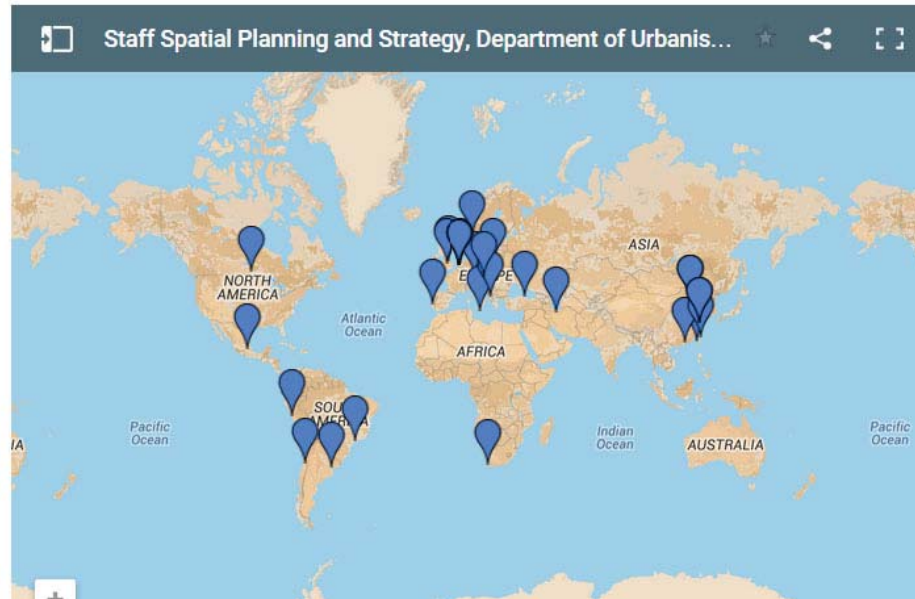 Staff Spatial Planning and Strategy, Department of Urbanis...
ASIA
NORTH
AMERICA
Atlantic
Ocean
AFRICA
Pacific
Ocean
Indian
Ocean
AUSTRALIA
Pacific
Ocean
IA
+